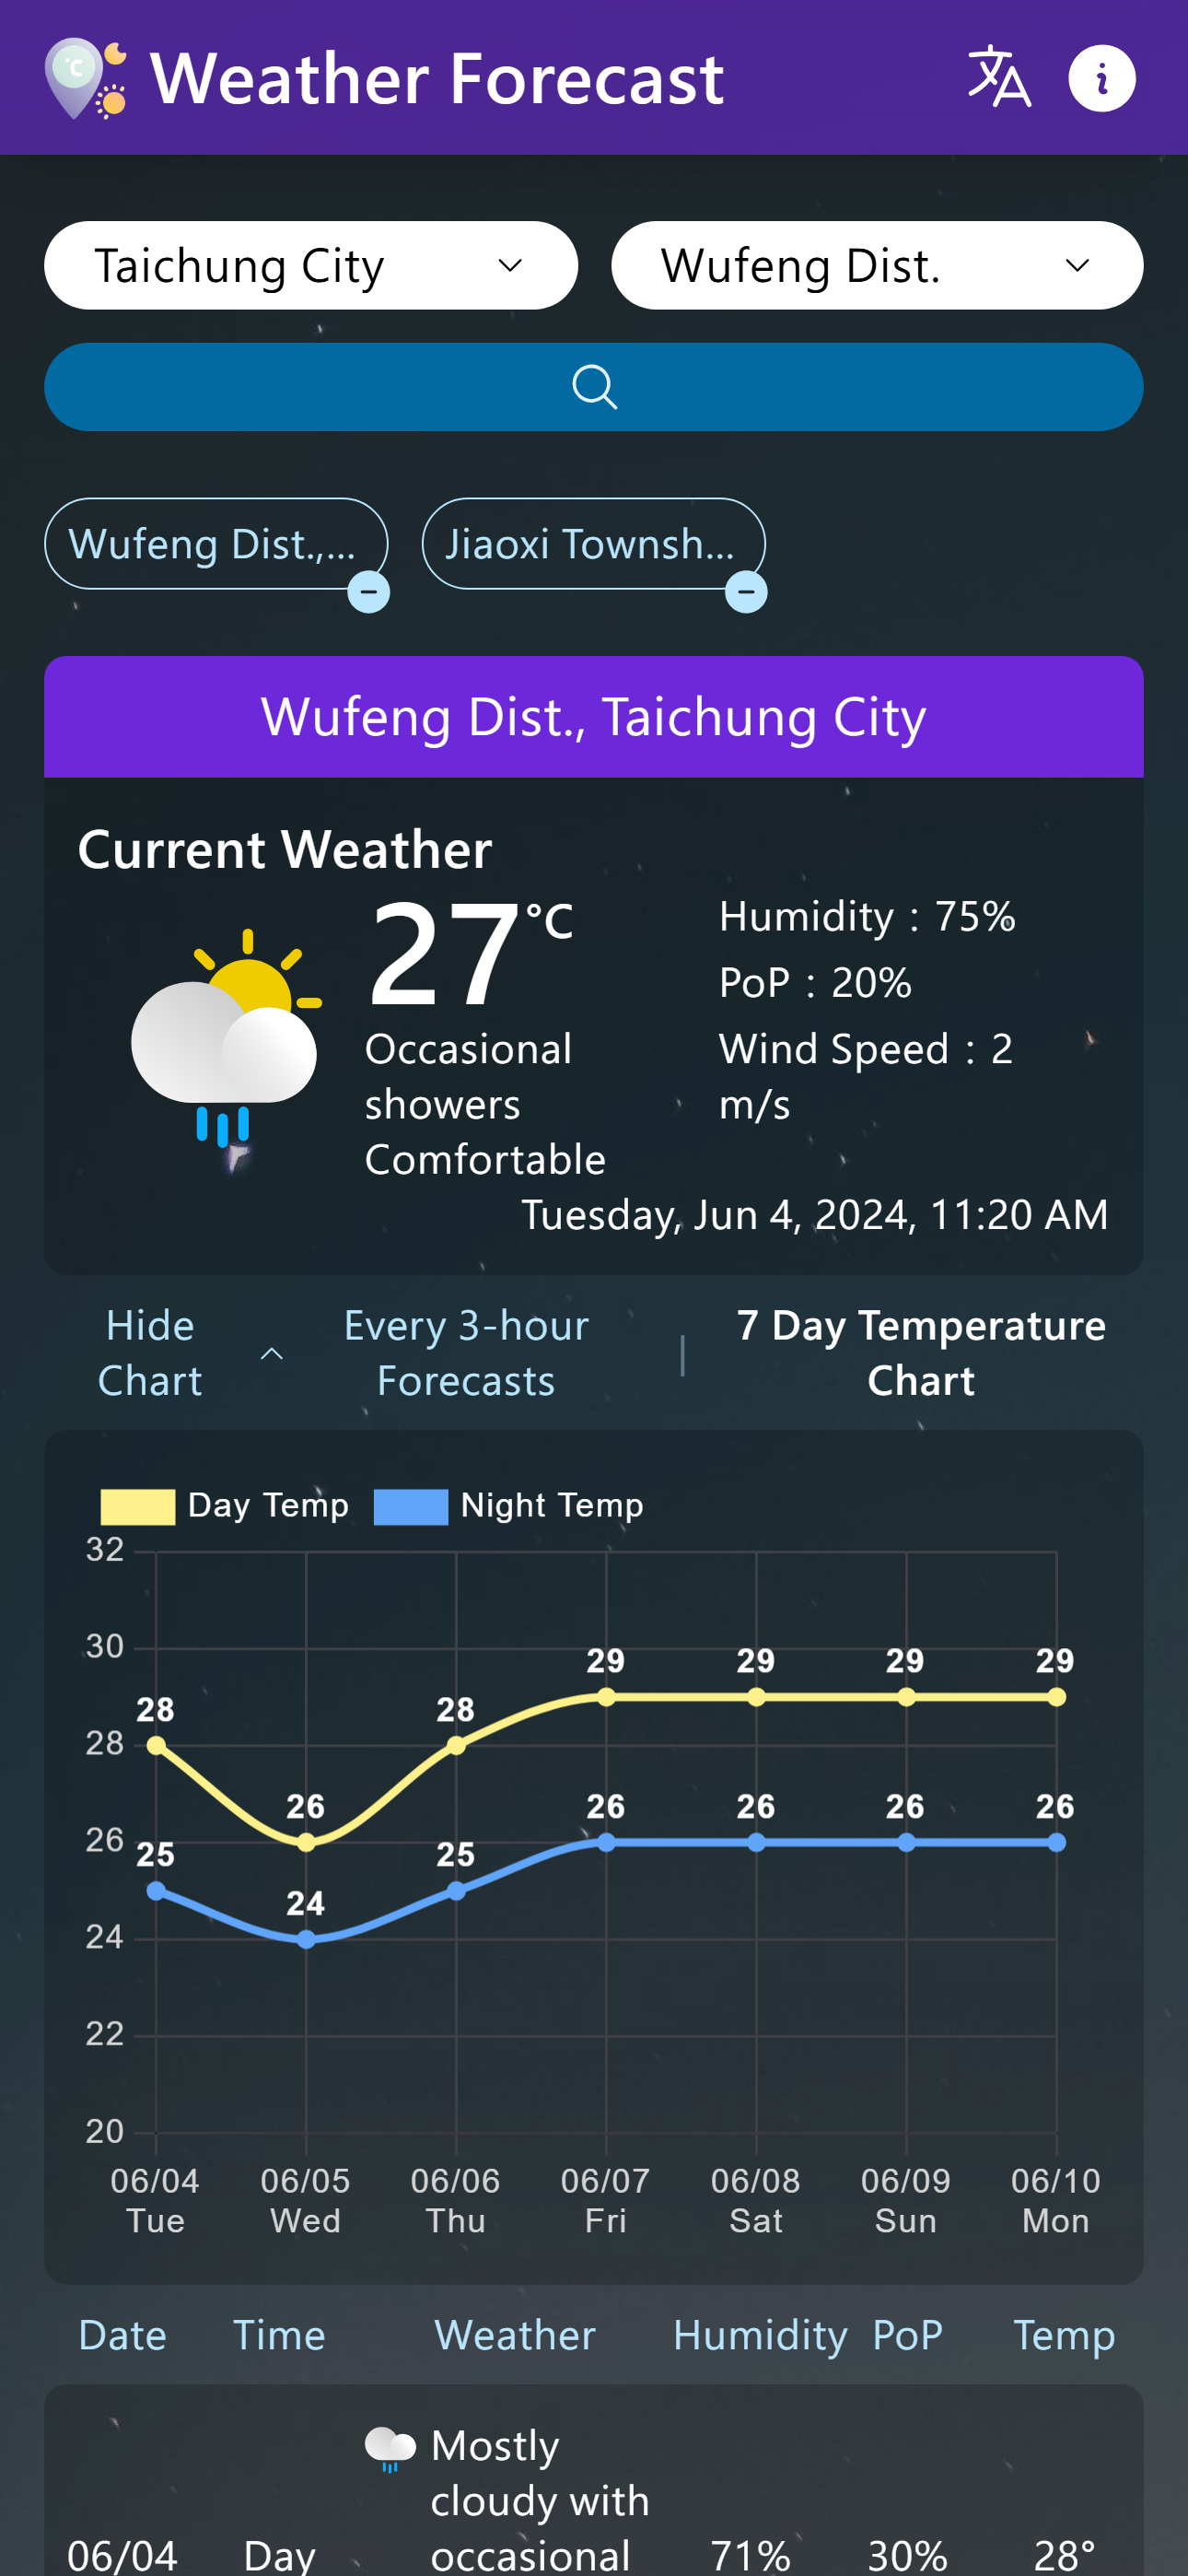 °C
Weather Forecast
文A
i
Taichung City
Wufeng Dist.
Wufeng Dist.,...
Jiaoxi Townsh...
Wufeng Dist., Taichung City
Current Weather
27°C
Occasional
showers
Comfortable
Humidity : 75%
PoP : 20%
Wind Speed : 2
m/s
Tuesday, Jun 4, 2024, 11:20 AM
Hide
Chart
Every 3-hour
Forecasts
|
7 Day Temperature
Chart
Day Temp
Night Temp
32
30
28
26
24
22
20
28
26
28
29
29
29
29
25
24
25
26
26
26
26
06/04
Tue
06/05
Wed
06/06
Thu
06/07
Fri
06/08
Sat
06/09
Sun
06/10
Mon
Date Time Weather Humidity PoP Temp
Mostly
cloudy with
06/04 Day occasional 71% 30% 28°